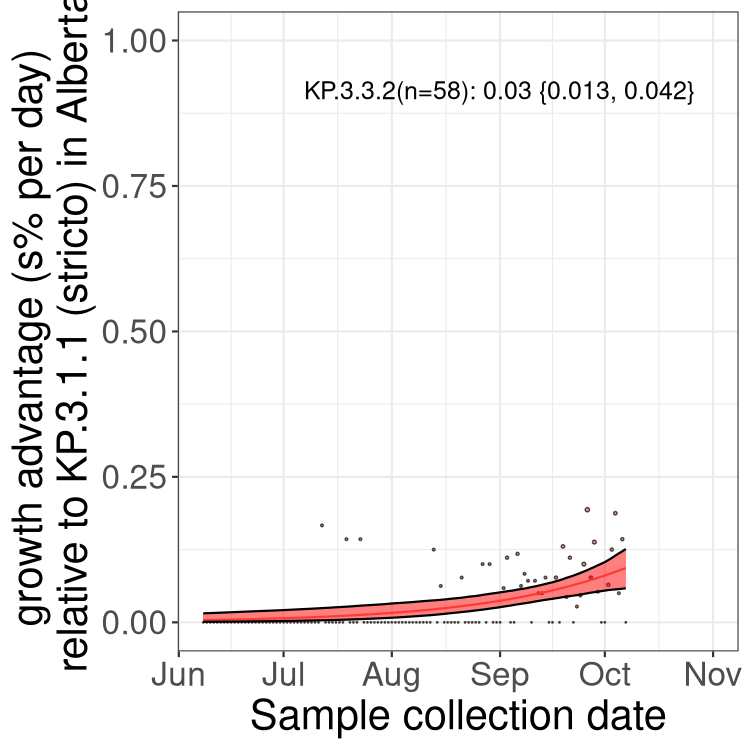 growth advantage (s% per day)
relative to KP.3.1.1 (stricto) in Alberta
1.00
0.75
0.50
0.25
0.00
KP.3.3.2(n=58): 0.03 {0.013, 0.042}
Jun Jul Aug Sep Oct Nov
Sample collection date